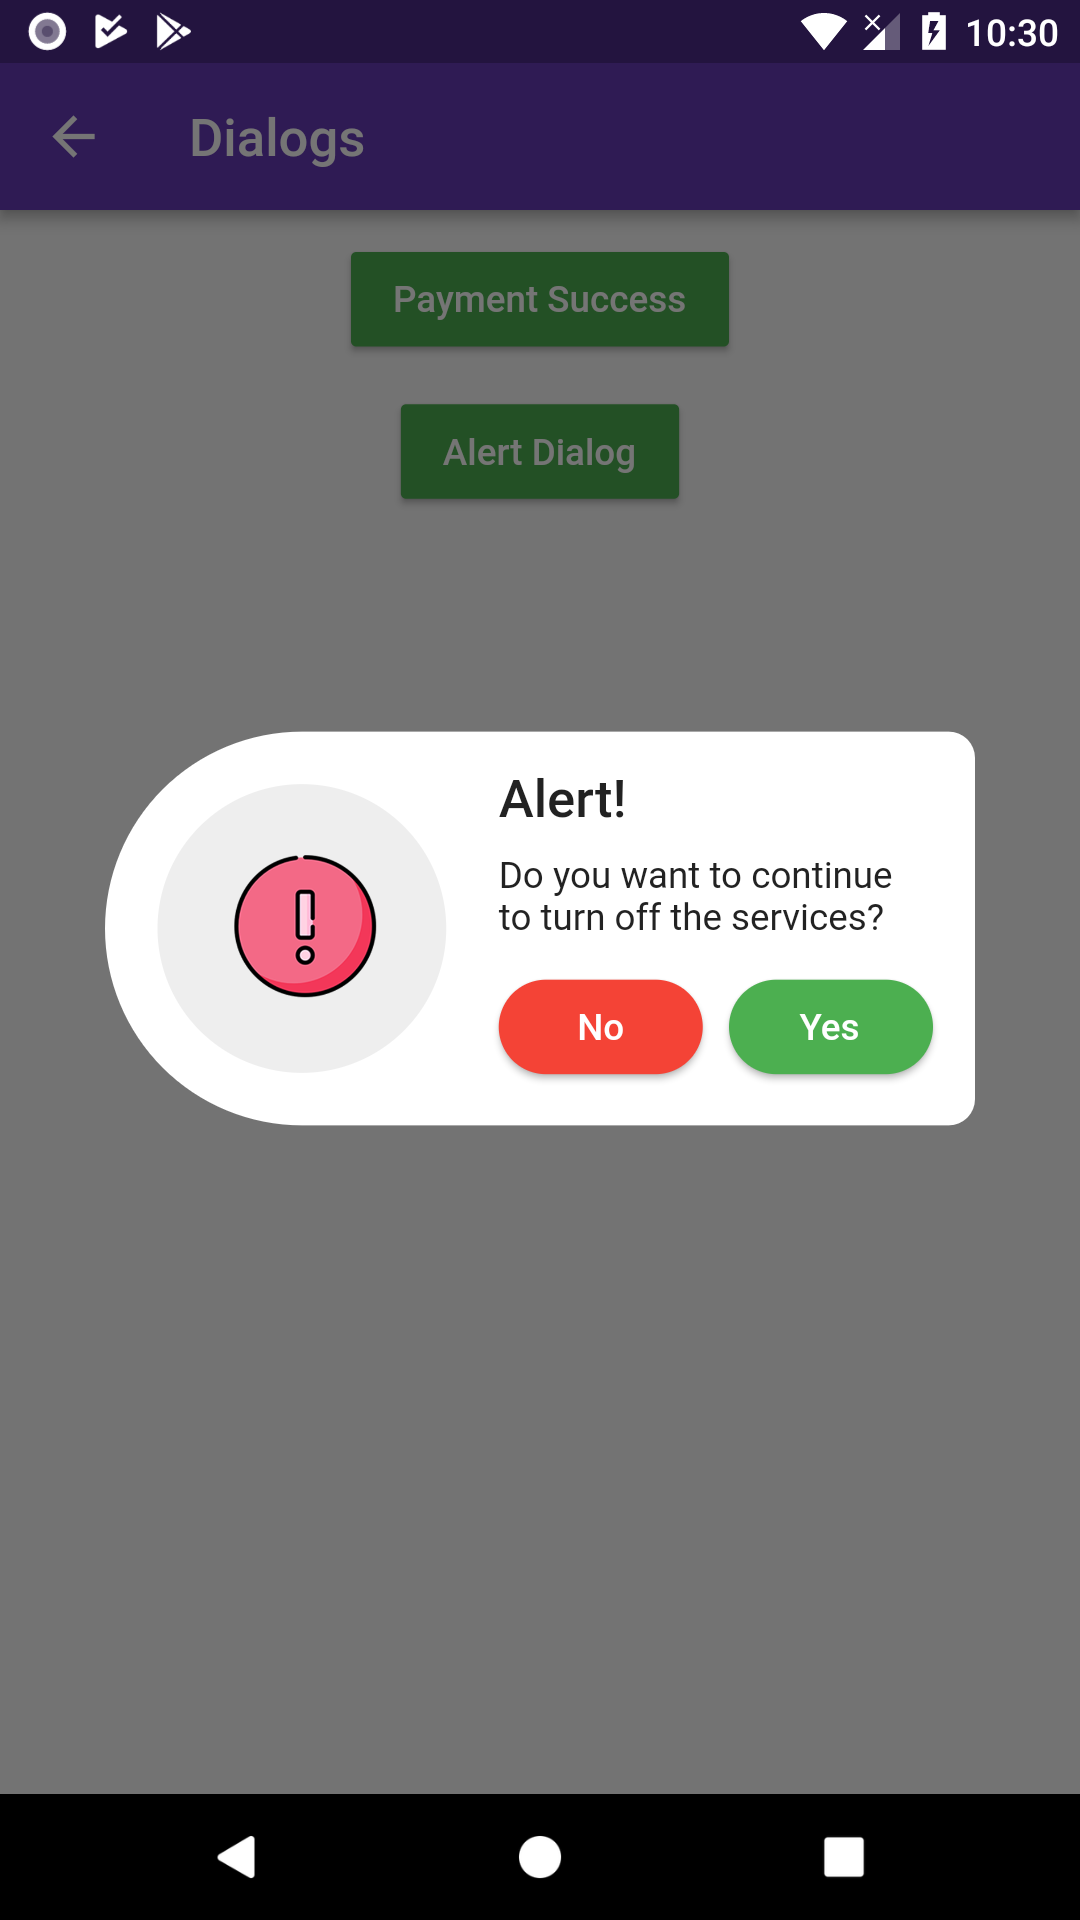 10:30
Dialogs
Payment Success
Alert Dialog
Alert!
Do you want to continue
to turn off the services?
No
Yes